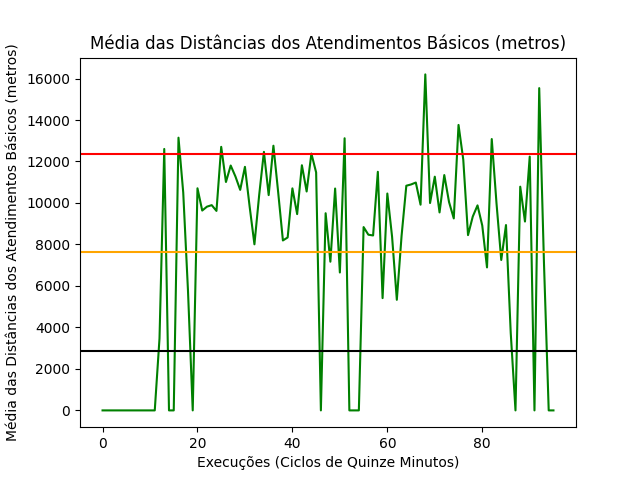 Média das Distâncias dos Atendimentos Básicos (metros)
Média das Distâncias dos Atendimentos Básicos (metros)
16000
14000
12000
10000
8000
6000
4000
2000
0
0 20 40 60 80
Execuções (Ciclos de Quinze Minutos)